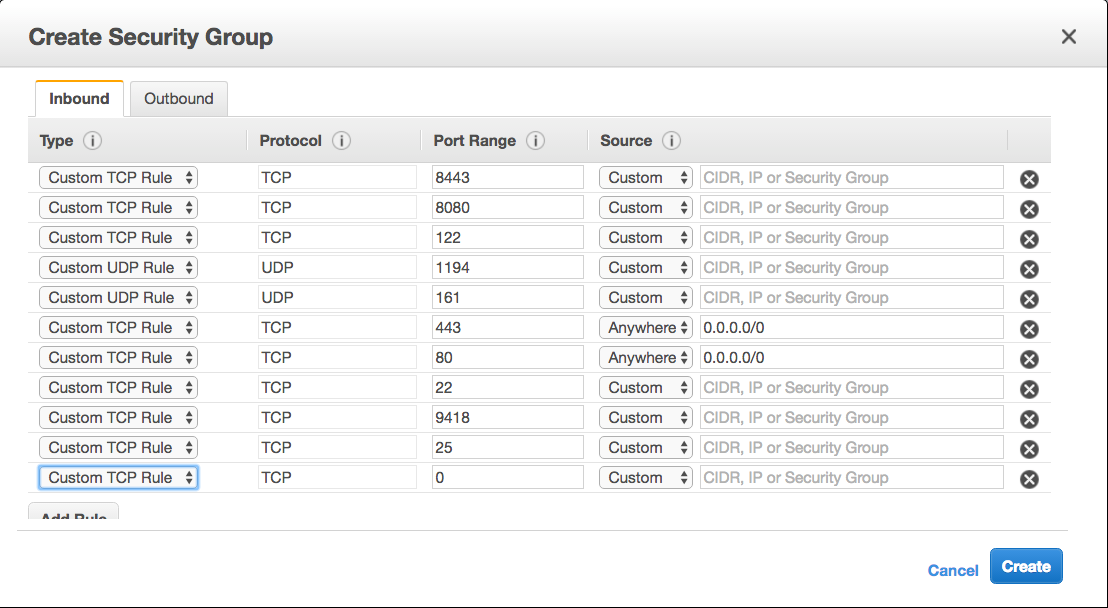 Create Security Group
Inbound Outbound
Type i Protocol i Port Range i Source i
Custom TCP Rule TCP 8443 Custom CIDR, IP or Security Group
Custom TCP Rule TCP 8080 Custom CIDR, IP or Security Group
Custom TCP Rule TCP 122 Custom CIDR, IP or Security Group
Custom UDP Rule UDP 1194 Custom CIDR, IP or Security Group
Custom UDP Rule UDP 161 Custom CIDR, IP or Security Group
Custom TCP Rule TCP 443 Anywhere 0.0.0.0/0
Custom TCP Rule TCP 80 Anywhere 0.0.0.0/0
Custom TCP Rule TCP 22 Custom CIDR, IP or Security Group
Custom TCP Rule TCP 9418 Custom CIDR, IP or Security Group
Custom TCP Rule TCP 25 Custom CIDR, IP or Security Group
Custom TCP Rule TCP 0 Custom CIDR, IP or Security Group
Add Rule
Cancel Create